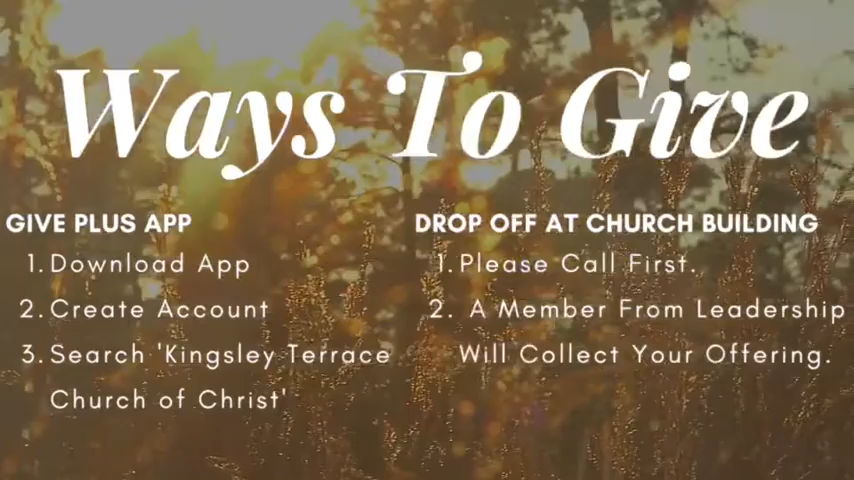 Ways To Give
GIVE PLUS APP
1. Download App
2. Create Account
3. Search 'Kingsley Terrace
Church of Christ'
DROP OFF AT CHURCH BUILDING
1. Please Call First.
2. A Member From Leadership
Will Collect Your Offering.